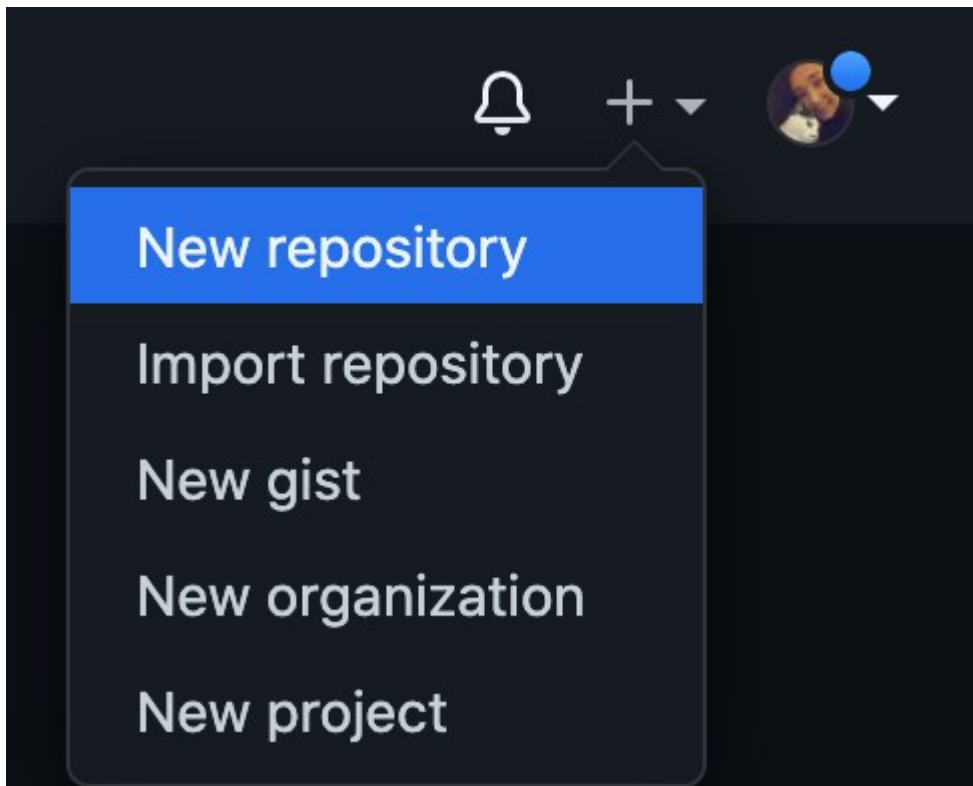 New repository
Import repository
New gist
New organization
New project